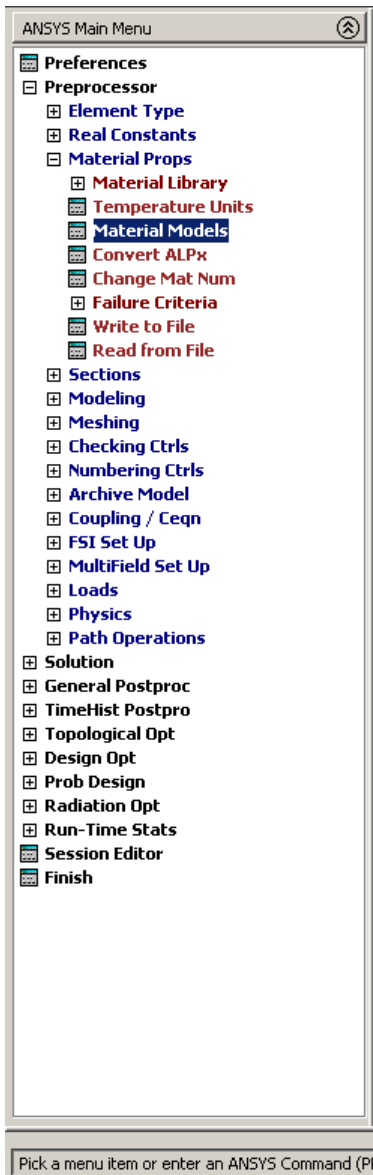 ANSYS Main Menu
Preferences
Preprocessor
Element Type
Real Constants
Material Props
Material Library
Temperature Units
Material Models
Convert ALPx
Change Mat Num
Failure Criteria
Write to File
Read from File
Sections
Modeling
Meshing
Checking Ctrls
Numbering Ctrls
Archive Model
Coupling / Ceqn
FSI Set Up
MultiField Set Up
Loads
Physics
Path Operations
Solution
General Postproc
TimeHist Postpro
Topological Opt
Design Opt
Prob Design
Radiation Opt
Run-Time Stats
Session Editor
Finish
Pick a menu item or enter an ANSYS Command (P